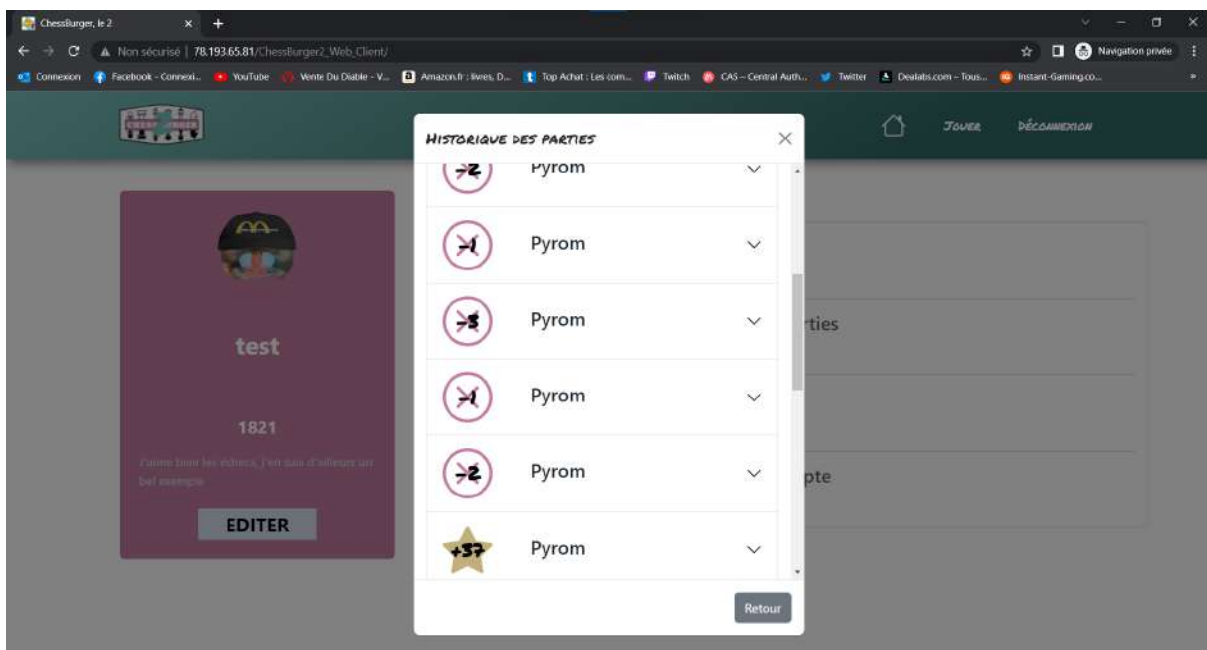 ChessBurger, le 2
Non sécurisé | 78.193.65.81/ChessBurger2_Web_Client/
Navigation privée
Connexion
Facebook - Connexi...
YouTube
Vente Du Diable - V...
Amazon.fr : livres, D...
Top Achat : Les com...
Twitch
CAS – Central Auth...
Twitter
Dealabs.com – Tous...
Instant-Gaming.co...
JOUER
DÉCONNEXION
HISTORIQUE DES PARTIES
-2 Pyrom
-1 Pyrom
-3 Pyrom
-1 Pyrom
-2 Pyrom
+37 Pyrom
Retour
test
1821
J'aime bien les échecs, j'en suis d'ailleurs un
bel exemple
EDITER
rties
pte